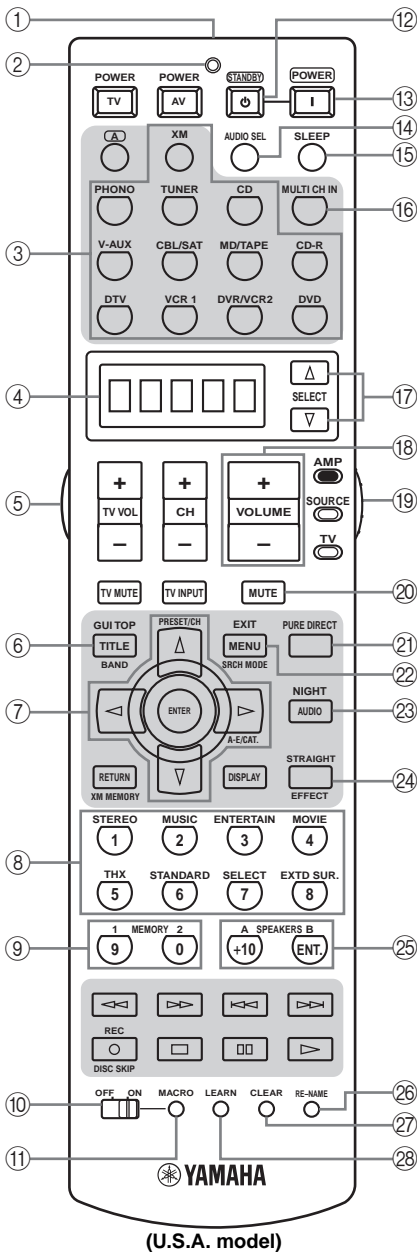 ① ⑫
② POWER POWER STANDBY POWER
TV AV ⏻ I ⑬
A XM AUDIO SEL SLEEP ⑭
⑮
PHONO TUNER CD MULTI CH IN ⑯
③ V-AUX CBL/SAT MD/TAPE CD-R
DTV VCR 1 DVR/VCR2 DVD
④ SELECT ⑰
⑱
⑤ + + + AMP
TV VOL CH VOLUME SOURCE ⑲
– – – TV
TV MUTE TV INPUT MUTE ⑳
GUI TOP PRESET/CH EXIT PURE DIRECT ㉑
⑥ TITLE MENU
BAND SRCH MODE ㉒
⑦ ENTER NIGHT
AUDIO ㉓
A-E/CAT.
STRAIGHT
RETURN DISPLAY ㉔
XM MEMORY EFFECT
STEREO MUSIC ENTERTAIN MOVIE
1 2 3 4
⑧ THX STANDARD SELECT EXTD SUR.
5 6 7 8
1 MEMORY 2 A SPEAKERS B
⑨ 9 0 +10 ENT. ㉕
REC
DISC SKIP
⑩ OFF ON MACRO LEARN CLEAR RE–NAME ㉖
⑪ ㉘ ㉗
YAMAHA
(U.S.A. model)